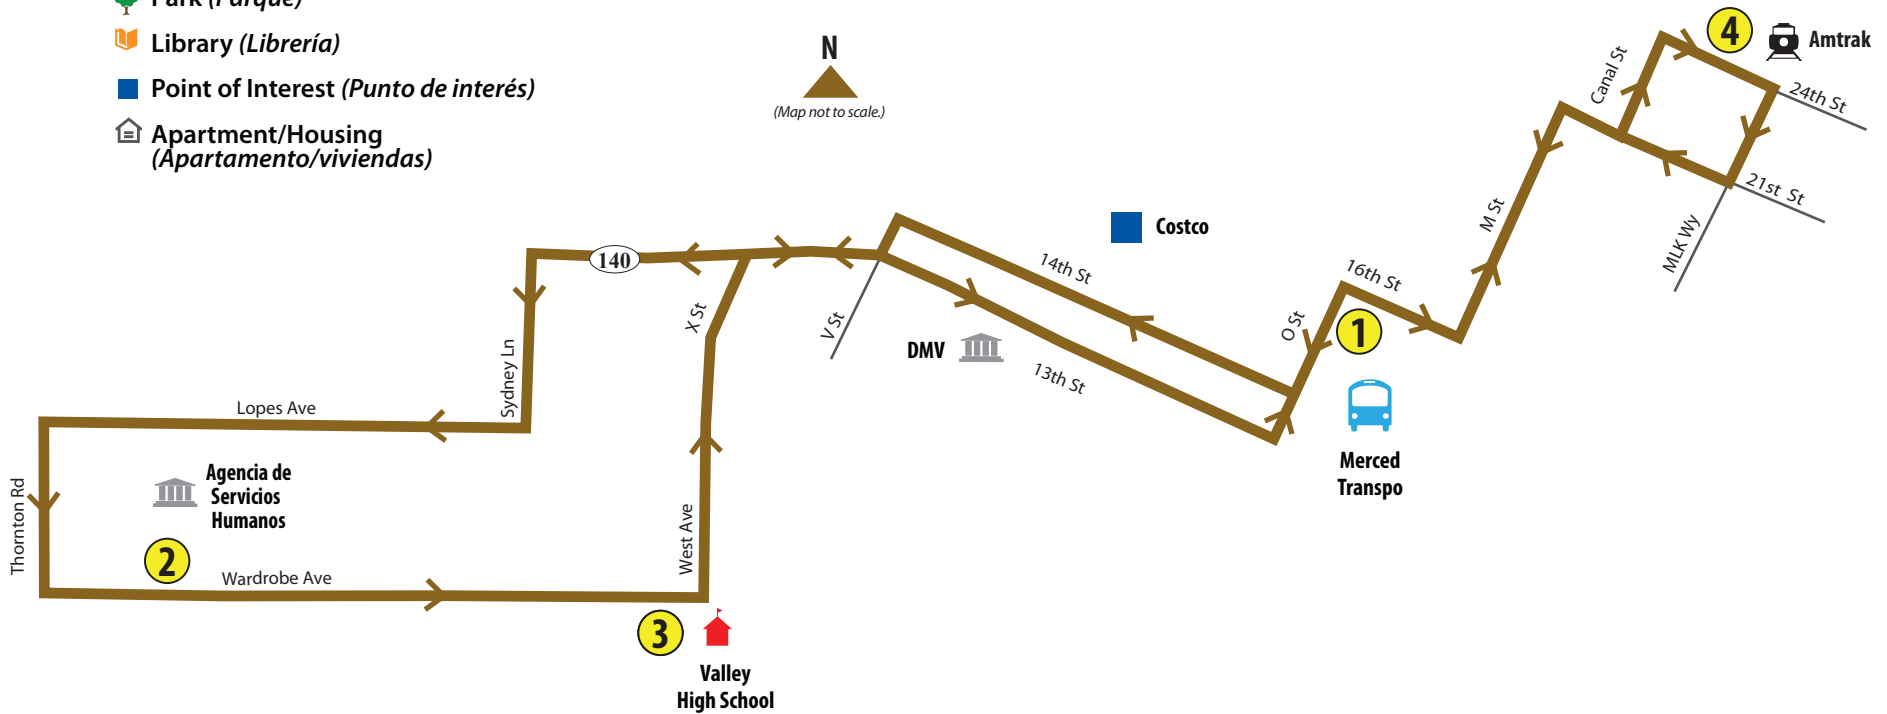 Park (Parque)
Library (Librería)
Point of Interest (Punto de interés)
Apartment/Housing
(Apartamento/viviendas)
N
(Map not to scale.)
4
Amtrak
Canal St
24th St
21st St
MLK Wy
M St
Costco
14th St
16th St
O St
1
140
X St
V St
DMV
13th St
Merced
Transpo
Sydney Ln
Lopes Ave
Thornton Rd
Agencia de
Servicios
Humanos
2
Wardrobe Ave
West Ave
3
Valley
High School